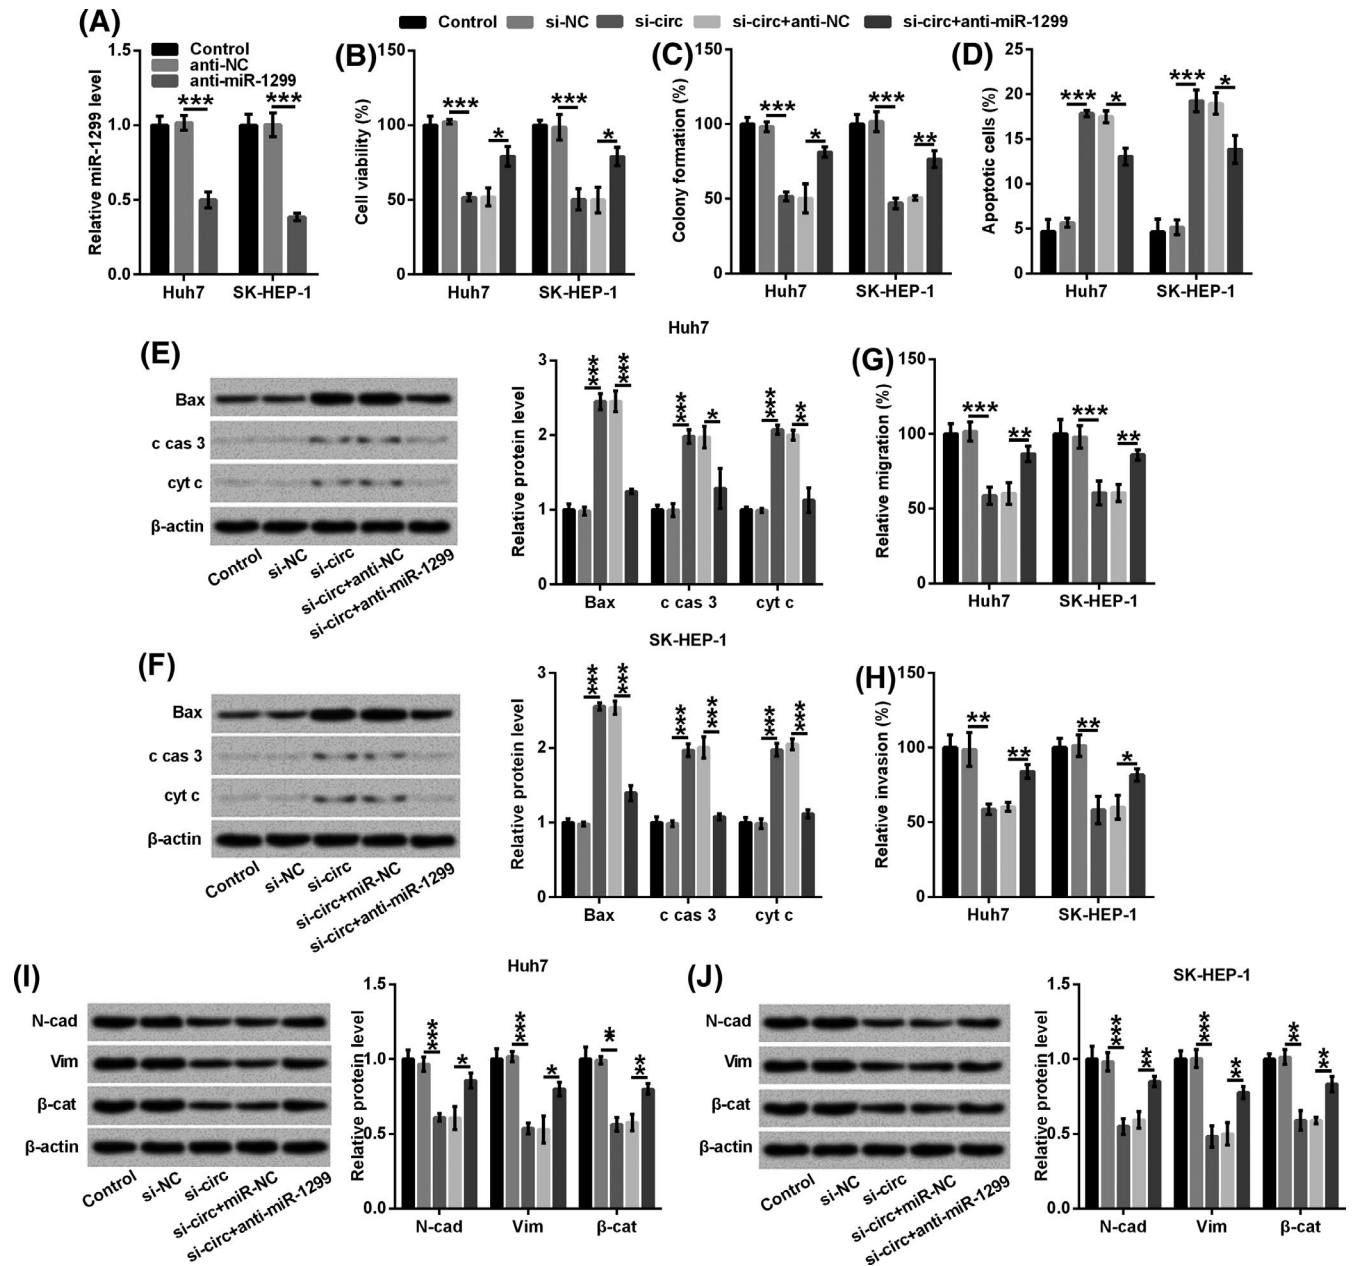 Control si-NC si-circ si-circ+anti-NC si-circ+anti-miR-1299
(A)
Control
anti-NC
anti-miR-1299
Relative miR-1299 level
1.5
1.0
0.5
0.0
*** ***
Huh7 SK-HEP-1
(B)
Cell viability (%)
150
100
50
0
*** * *** *
Huh7 SK-HEP-1
(C)
Colony formation (%)
150
100
50
0
*** * *** **
Huh7 SK-HEP-1
(D)
Apoptotic cells (%)
25
20
15
10
5
0
*** * *** *
Huh7 SK-HEP-1
(E)
Bax
c cas 3
cyt c
β-actin
Control si-NC si-circ si-circ+anti-NC si-circ+anti-miR-1299
Huh7
Relative protein level
3
2
1
0
*** *** *** * *** **
Bax c cas 3 cyt c
(G)
Relative migration (%)
150
100
50
0
*** ** *** **
Huh7 SK-HEP-1
(F)
Bax
c cas 3
cyt c
β-actin
Control si-NC si-circ si-circ+miR-NC si-circ+anti-miR-1299
SK-HEP-1
Relative protein level
3
2
1
0
*** *** *** *** *** ***
Bax c cas 3 cyt c
(H)
Relative invasion (%)
150
100
50
0
** ** ** *
Huh7 SK-HEP-1
(I)
N-cad
Vim
β-cat
β-actin
Control si-NC si-circ si-circ+miR-NC si-circ+anti-miR-1299
Huh7
Relative protein level
1.5
1.0
0.5
0.0
*** * *** * ** **
N-cad Vim β-cat
(J)
N-cad
Vim
β-cat
β-actin
Control si-NC si-circ si-circ+miR-NC si-circ+anti-miR-1299
SK-HEP-1
Relative protein level
1.5
1.0
0.5
0.0
*** ** *** ** ** **
N-cad Vim β-cat